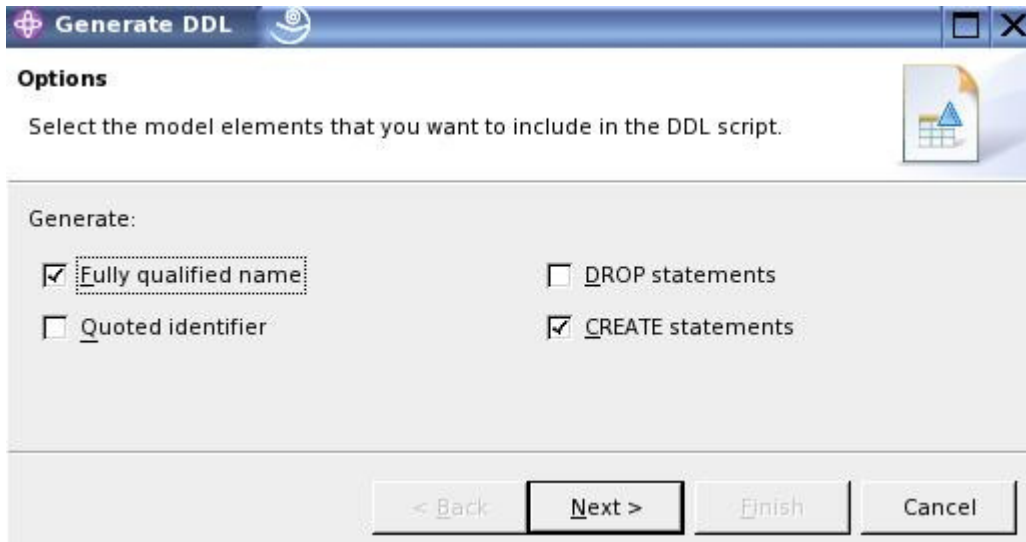 Generate DDL
Options
Select the model elements that you want to include in the DDL script.
Generate:
Fully qualified name
DROP statements
Quoted identifier
CREATE statements
< Back
Next >
Finish
Cancel